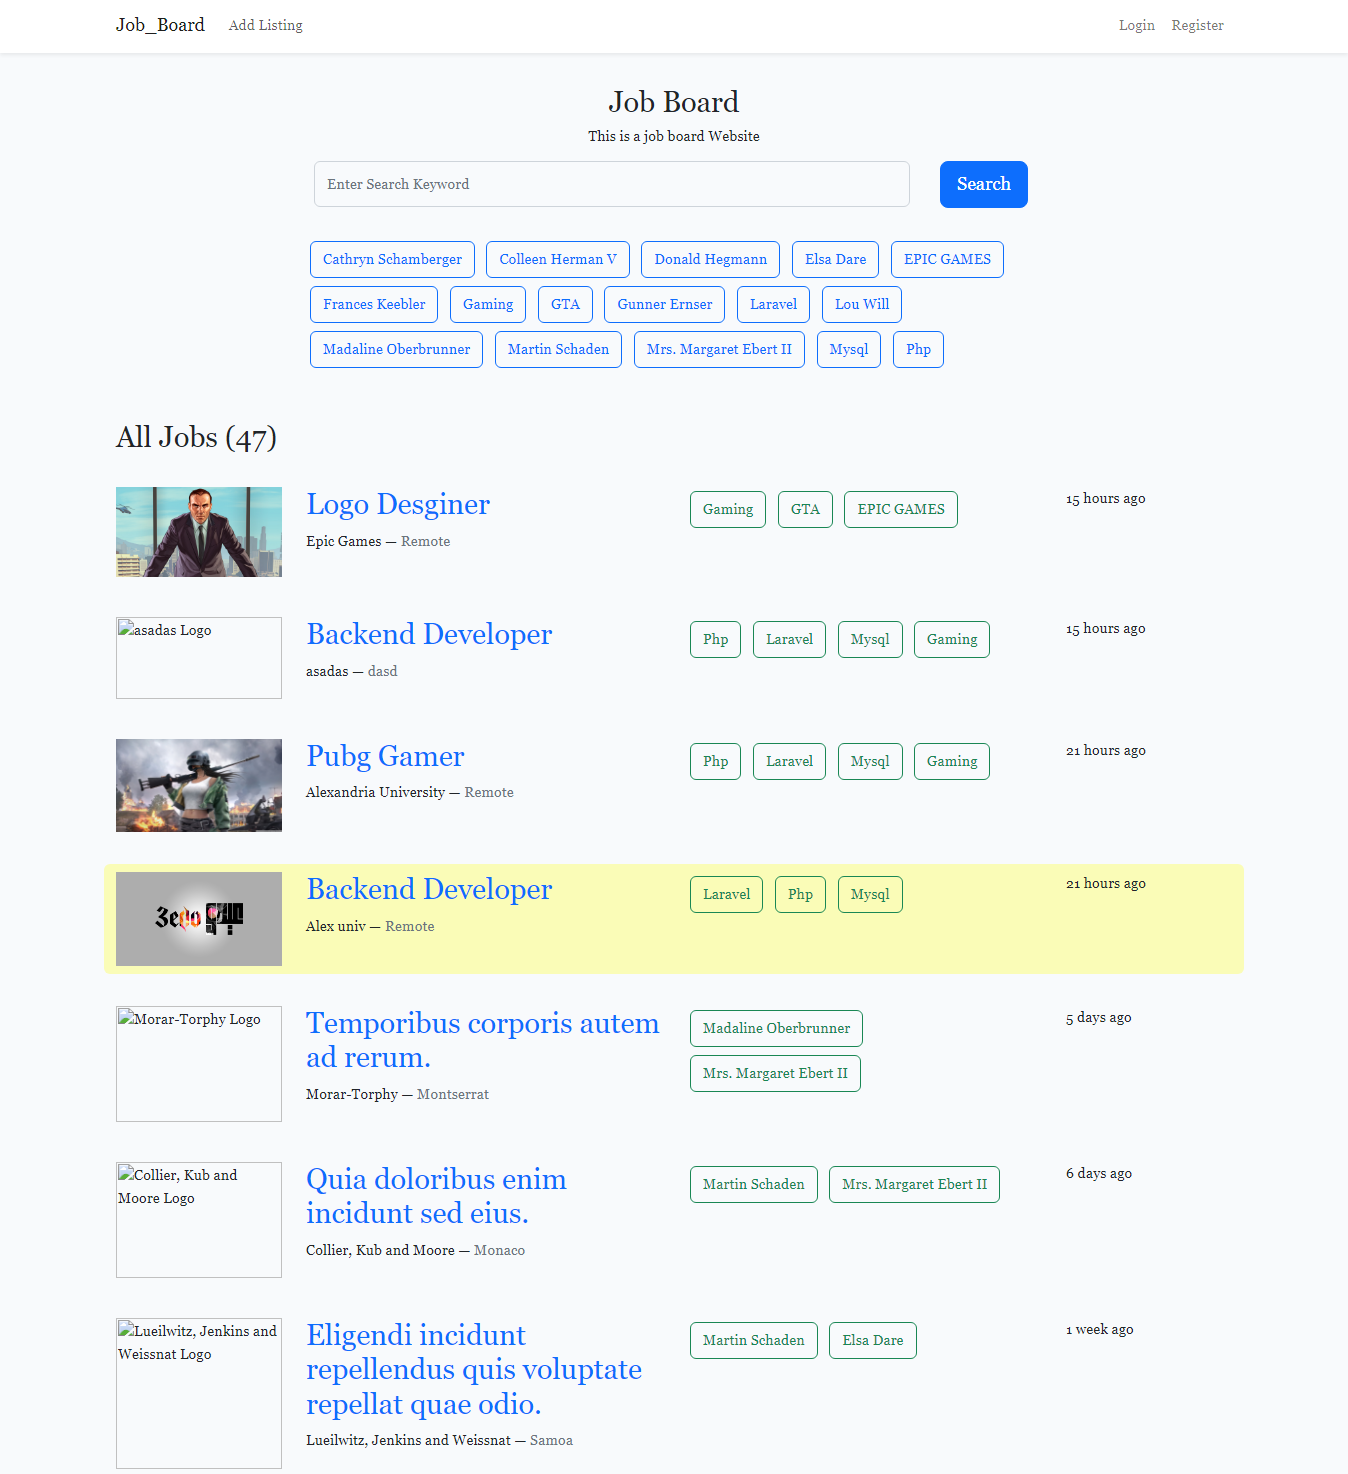 Job_Board Add Listing Login Register
Job Board
This is a job board Website
Enter Search Keyword Search
Cathryn Schamberger Colleen Herman V Donald Hegmann Elsa Dare EPIC GAMES
Frances Keebler Gaming GTA Gunner Ernser Laravel Lou Will
Madaline Oberbrunner Martin Schaden Mrs. Margaret Ebert II Mysql Php
All Jobs (47)
Logo Desginer Gaming GTA EPIC GAMES 15 hours ago
Epic Games — Remote
asadas Logo Backend Developer Php Laravel Mysql Gaming 15 hours ago
asadas — dasd
Pubg Gamer Php Laravel Mysql Gaming 21 hours ago
Alexandria University — Remote
Backend Developer Laravel Php Mysql 21 hours ago
Alex univ — Remote
Morar-Torphy Logo Temporibus corporis autem Madaline Oberbrunner 5 days ago
ad rerum. Mrs. Margaret Ebert II
Morar-Torphy — Montserrat
Collier, Kub and Quia doloribus enim Martin Schaden Mrs. Margaret Ebert II 6 days ago
Moore Logo incidunt sed eius.
Collier, Kub and Moore — Monaco
Lueilwitz, Jenkins and Eligendi incidunt Martin Schaden Elsa Dare 1 week ago
Weissnat Logo repellendus quis voluptate
repellat quae odio.
Lueilwitz, Jenkins and Weissnat — Samoa